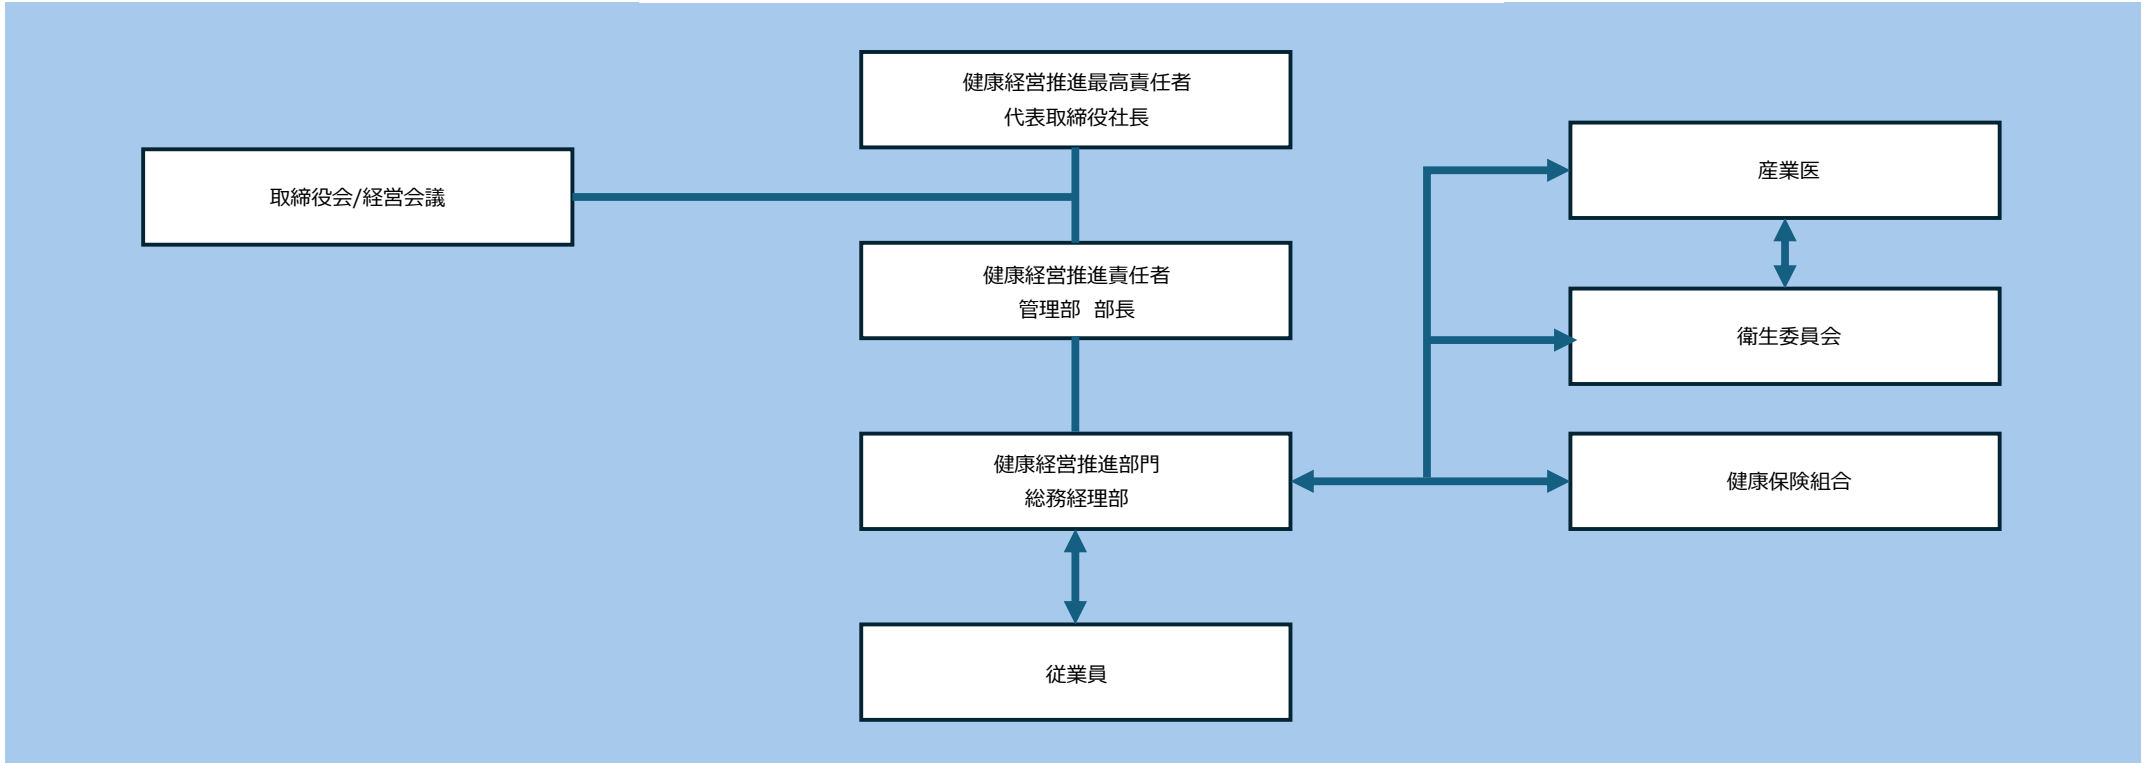 健康経営推進最高責任者
代表取締役社長
取締役会/経営会議
健康経営推進責任者
管理部 部長
健康経営推進部門
総務経理部
従業員
産業医
衛生委員会
健康保険組合